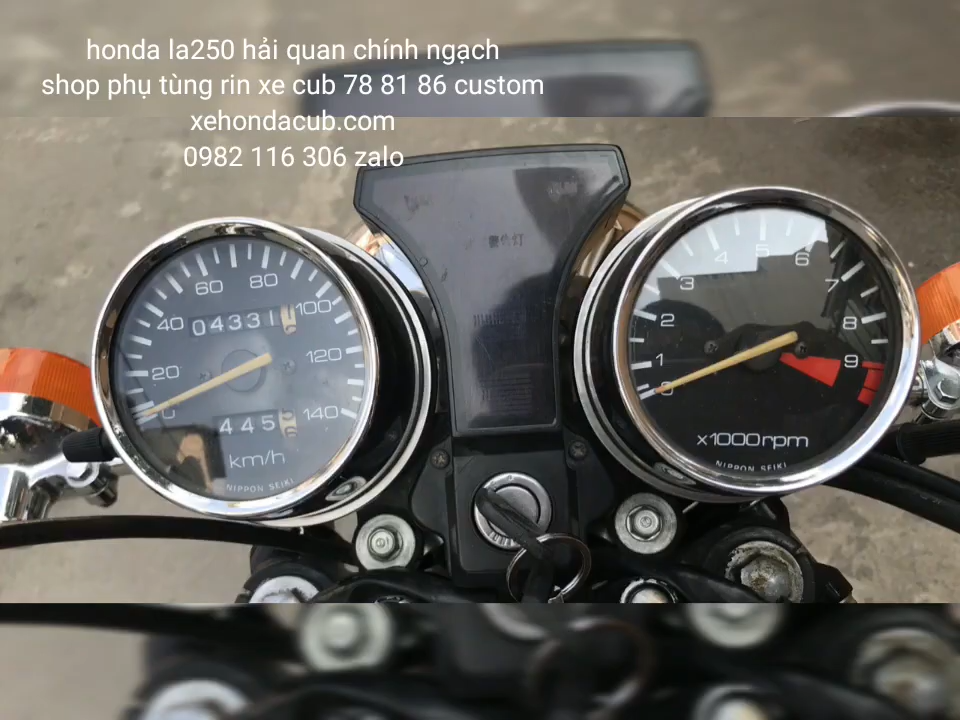 honda la250 hải quan chính ngạch
shop phụ tùng rin xe cub 78 81 86 custom
xehondacub.com
0982 116 306 zalo
0 20 40 60 80 100 120 140
04331
445
km/h
NIPPON SEIKI
0 1 2 3 4 5 6 7 8 9
x1000rpm
NIPPON SEIKI